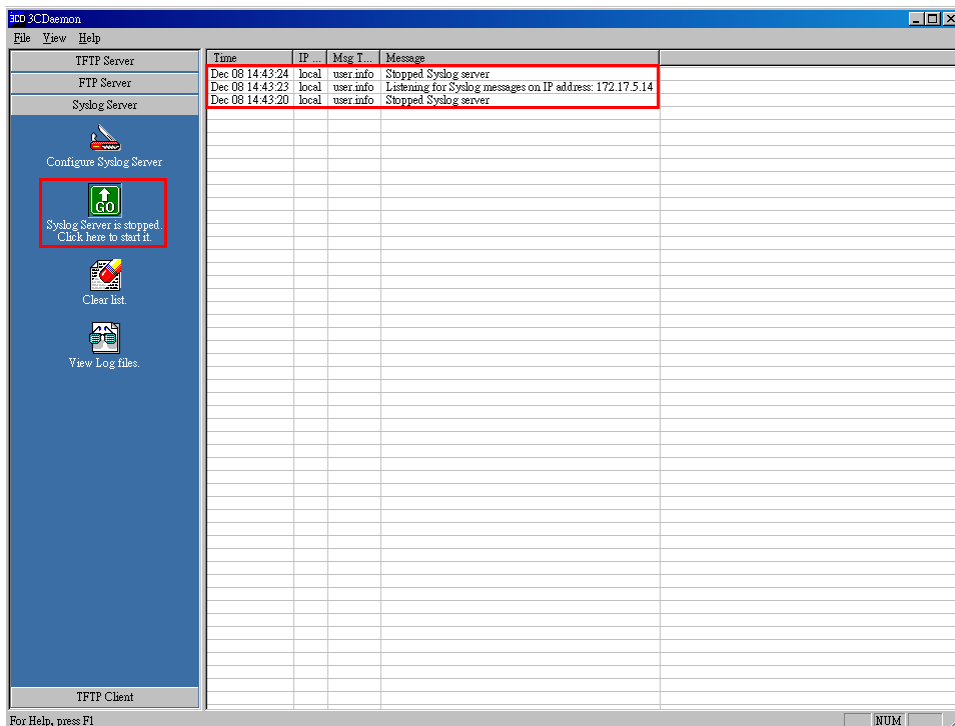 3CD 3CDaemon
File View Help
TFTP Server
FTP Server
Syslog Server
Configure Syslog Server
GO
Syslog Server is stopped.
Click here to start it.
Clear list.
View Log files.
TFTP Client
Time IP ... Msg T... Message
Dec 08 14:43:24 local user.info Stopped Syslog server
Dec 08 14:43:23 local user.info Listening for Syslog messages on IP address: 172.17.5.14
Dec 08 14:43:20 local user.info Stopped Syslog server
For Help, press F1
NUM